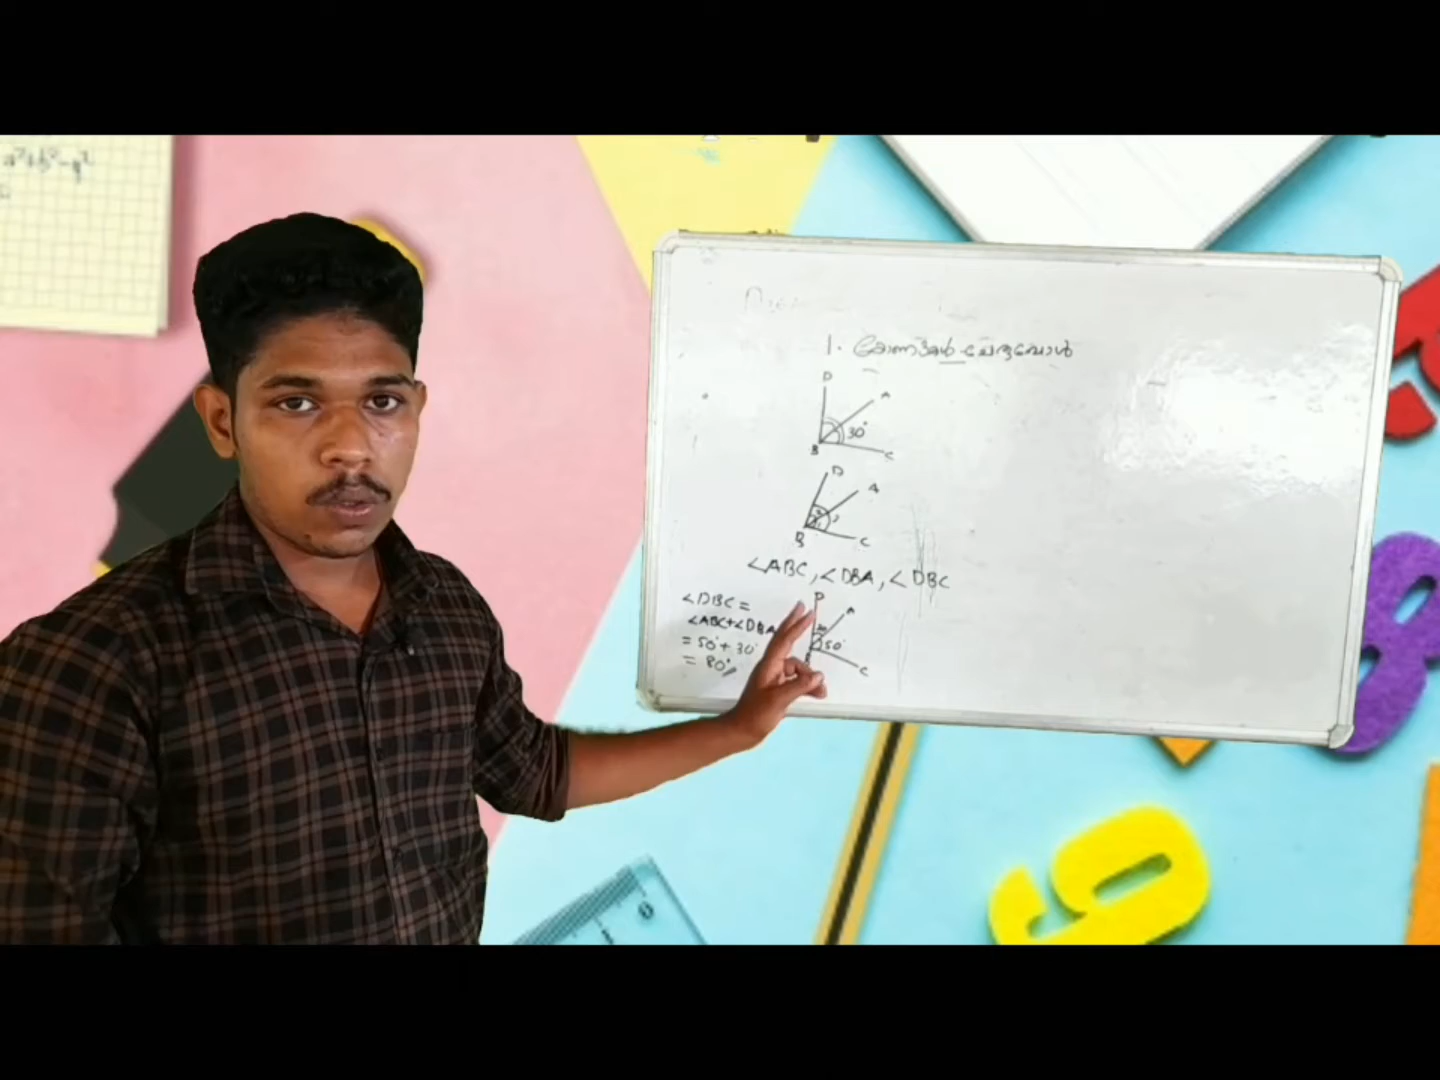 1. കോണുകൾ ചേരുമ്പോൾ
D
A
30°
B
C
D
A
B
C
∠ABC, ∠DBA, ∠DBC
∠DBC =
∠ABC+∠DBA
= 50° + 30°
= 80°
D
A
50°
C